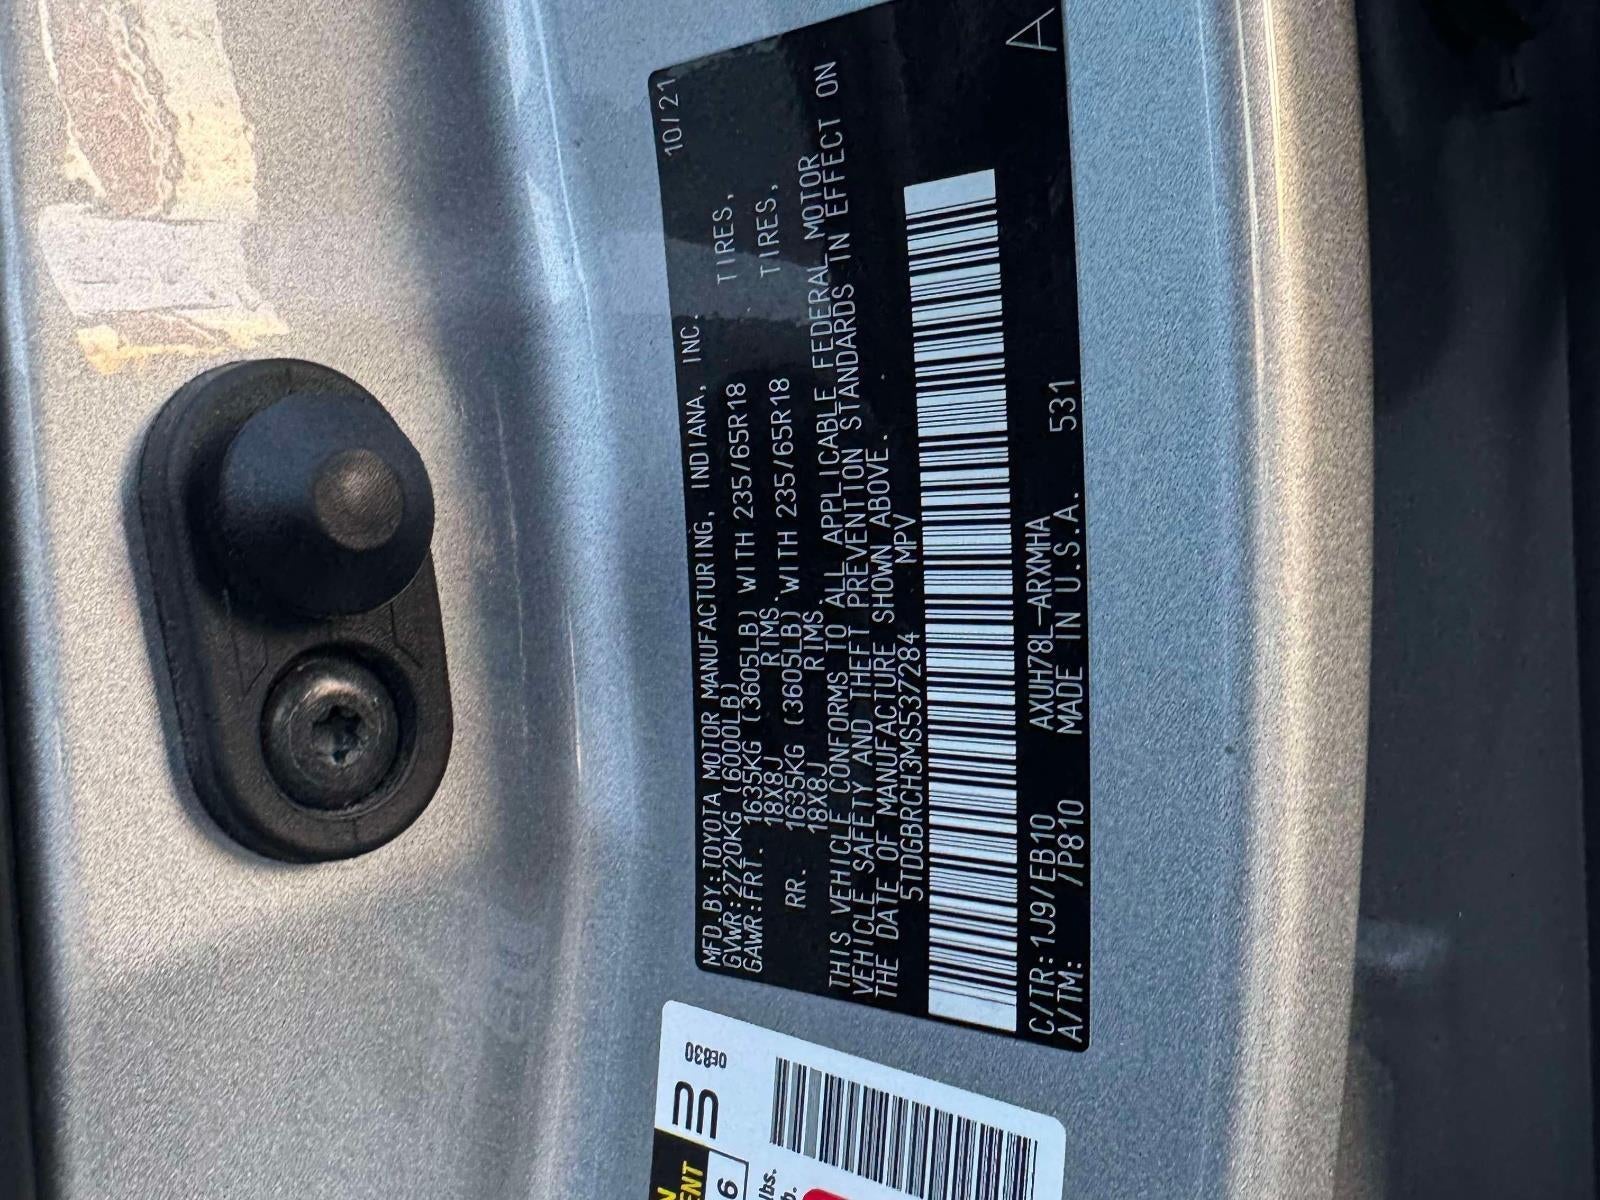 10/21
MFD.BY:TOYOTA MOTOR MANUFACTURING, INDIANA, INC.
GVWR:2720KG (6000LB)
GAWR:FRT. 1635KG (3605LB) WITH 235/65R18 TIRES,
18X8J RIMS.
RR. 1635KG (3605LB) WITH 235/65R18 TIRES,
18X8J RIMS.
THIS VEHICLE CONFORMS TO ALL APPLICABLE FEDERAL MOTOR
VEHICLE SAFETY AND THEFT PREVENTION STANDARDS IN EFFECT ON
THE DATE OF MANUFACTURE SHOWN ABOVE.
5TDGBRCH3MS537284 MPV
C/TR:1J9/EB10 AXUH78L-ARXMHA 531
A/TM: /P810 MADE IN U.S.A.
A
0E830
6
lbs.